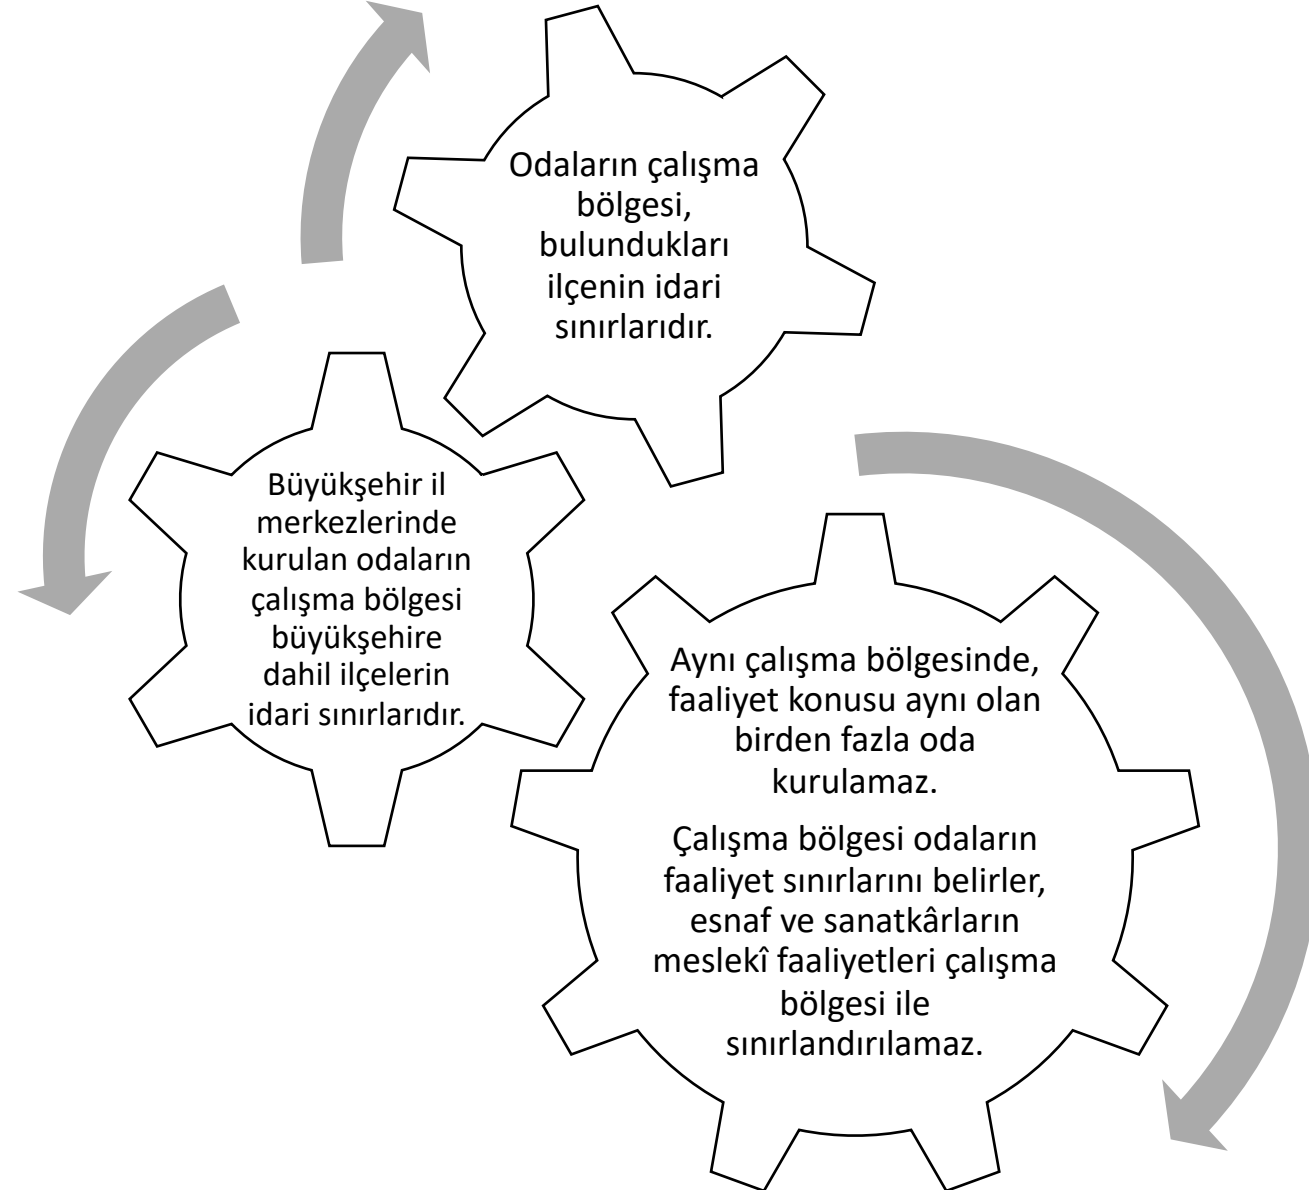 Odaların çalışma
bölgesi,
bulundukları
ilçenin idari
sınırlarıdır.
Büyükşehir il
merkezlerinde
kurulan odaların
çalışma bölgesi
büyükşehire
dahil ilçelerin
idari sınırlarıdır.
Aynı çalışma bölgesinde,
faaliyet konusu aynı olan
birden fazla oda
kurulamaz.
Çalışma bölgesi odaların
faaliyet sınırlarını belirler,
esnaf ve sanatkârların
meslekî faaliyetleri çalışma
bölgesi ile
sınırlandırılamaz.